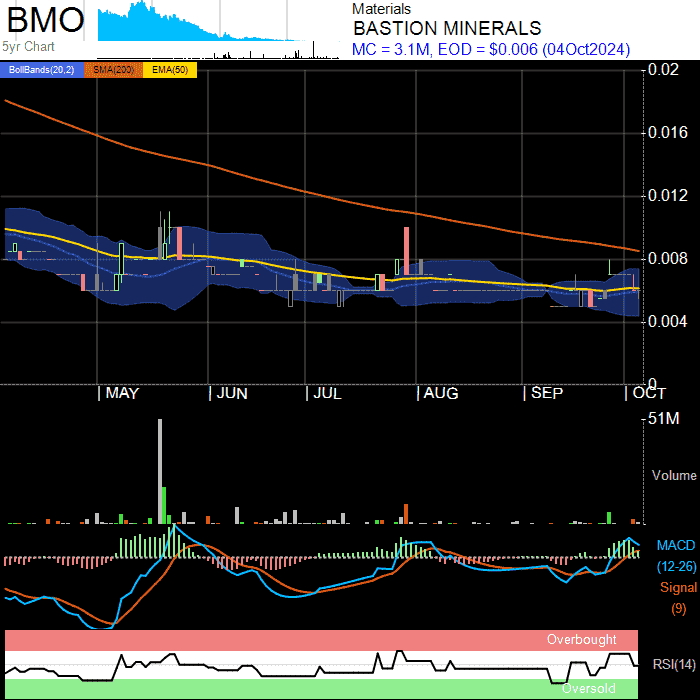 BMO
5yr Chart
Materials
BASTION MINERALS
MC = 3.1M, EOD = $0.006 (04Oct2024)
BollBands(20,2) SMA(200) EMA(50)
0.02
0.016
0.012
0.008
0.004
0
MAY JUN JUL AUG SEP OCT
51M
Volume
MACD
(12-26)
Signal
(9)
Overbought
RSI(14)
Oversold